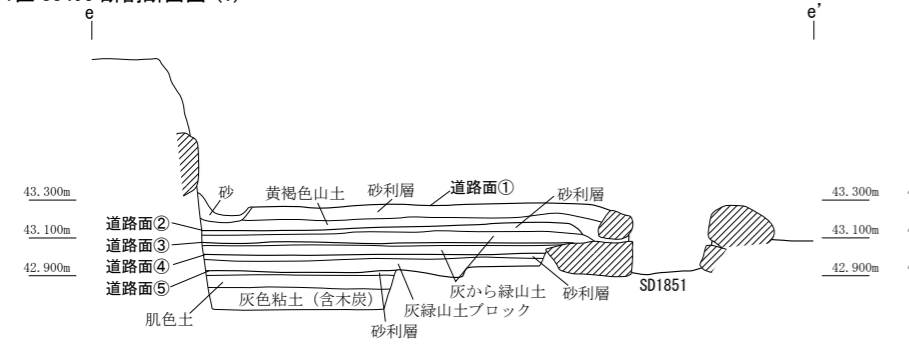 e
e’
43.300m
43.100m
42.900m
砂
黄褐色山土
砂利層
道路面①
砂利層
道路面②
道路面③
道路面④
道路面⑤
肌色土
灰色粘土（含木炭）
砂利層
灰緑山土ブロック
灰から緑山土
砂利層
SD1851
43.300m
43.100m
42.900m